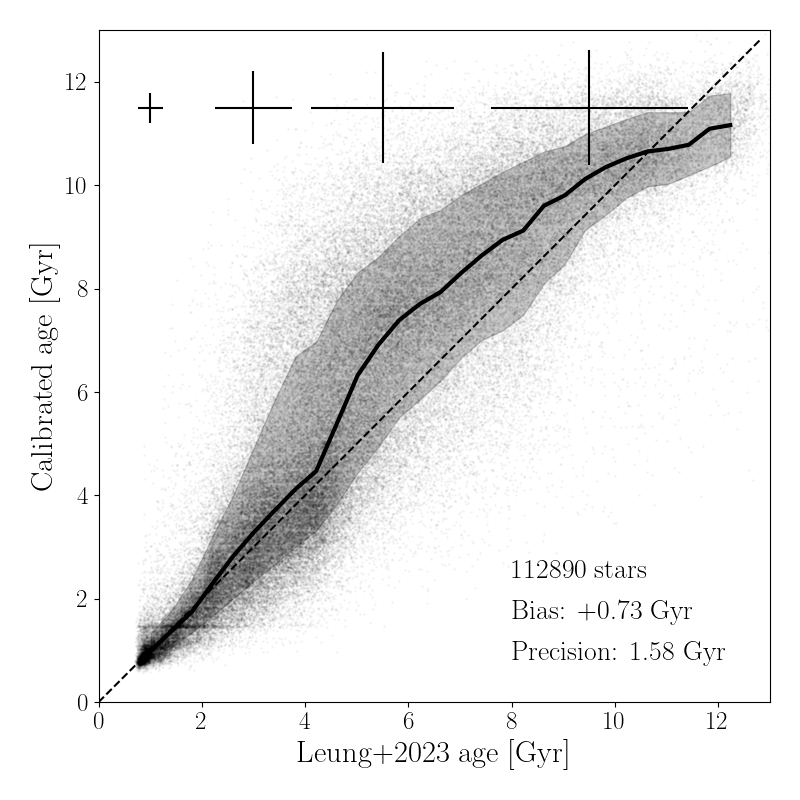 12
10
8
6
4
2
0
Calibrated age [Gyr]
112890 stars
Bias: +0.73 Gyr
Precision: 1.58 Gyr
0 2 4 6 8 10 12
Leung+2023 age [Gyr]